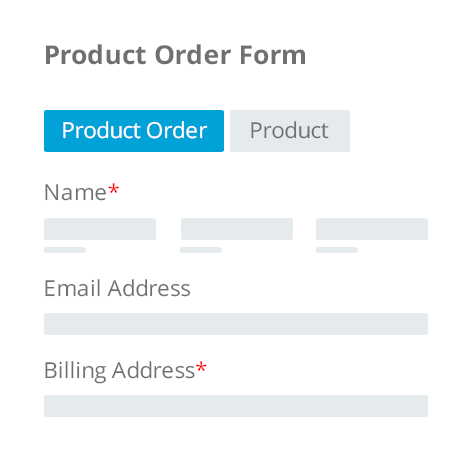 Product Order Form
Product Order Product
Name*
Email Address
Billing Address*